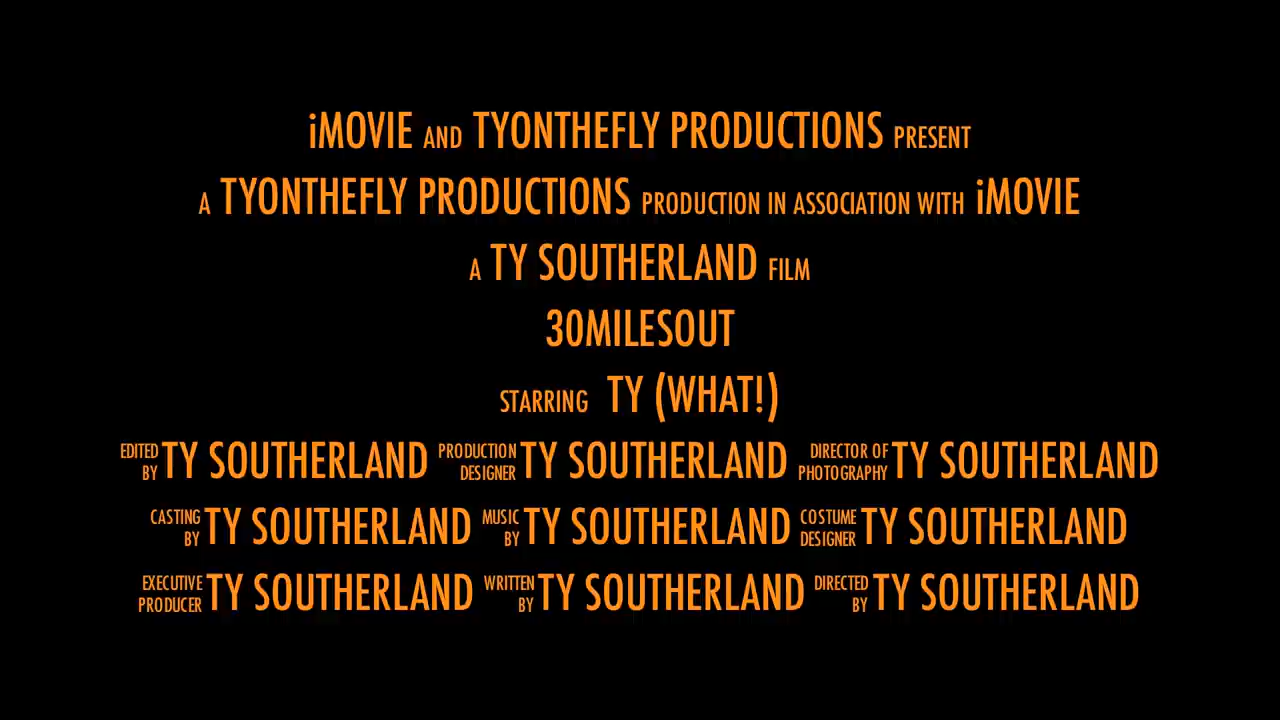 iMOVIE AND TYONTHEFLY PRODUCTIONS PRESENT
A TYONTHEFLY PRODUCTIONS PRODUCTION IN ASSOCIATION WITH iMOVIE
A TY SOUTHERLAND FILM
30MILESOUT
STARRING TY (WHAT!)
EDITED BY TY SOUTHERLAND PRODUCTION DESIGNER TY SOUTHERLAND DIRECTOR OF PHOTOGRAPHY TY SOUTHERLAND
CASTING BY TY SOUTHERLAND MUSIC BY TY SOUTHERLAND COSTUME DESIGNER TY SOUTHERLAND
EXECUTIVE PRODUCER TY SOUTHERLAND WRITTEN BY TY SOUTHERLAND DIRECTED BY TY SOUTHERLAND